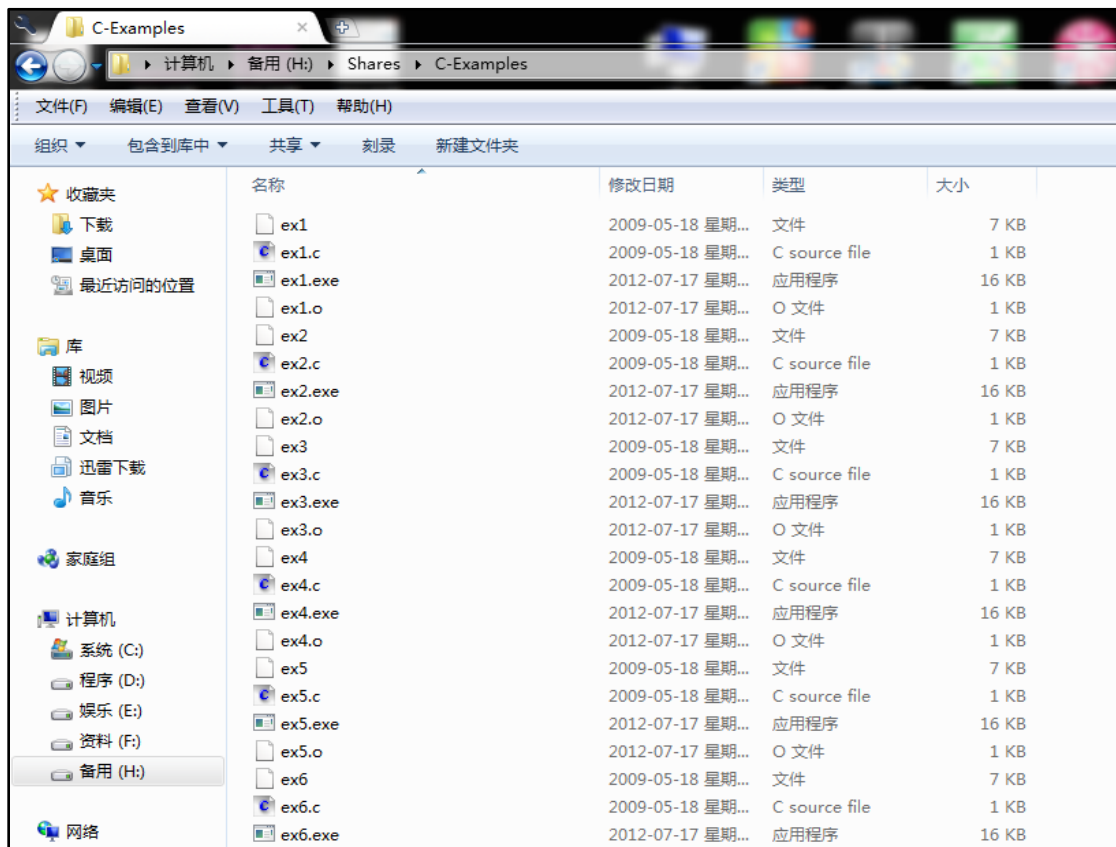 C-Examples
计算机 备用 (H:) Shares C-Examples
文件(F) 编辑(E) 查看(V) 工具(T) 帮助(H)
组织 包含到库中 共享 刻录 新建文件夹
收藏夹
下载
桌面
最近访问的位置
库
视频
图片
文档
迅雷下载
音乐
家庭组
计算机
系统 (C:)
程序 (D:)
娱乐 (E:)
资料 (F:)
备用 (H:)
网络
名称 修改日期 类型 大小
ex1 2009-05-18 星期... 文件 7 KB
ex1.c 2009-05-18 星期... C source file 1 KB
ex1.exe 2012-07-17 星期... 应用程序 16 KB
ex1.o 2012-07-17 星期... O 文件 1 KB
ex2 2009-05-18 星期... 文件 7 KB
ex2.c 2009-05-18 星期... C source file 1 KB
ex2.exe 2012-07-17 星期... 应用程序 16 KB
ex2.o 2012-07-17 星期... O 文件 1 KB
ex3 2009-05-18 星期... 文件 7 KB
ex3.c 2009-05-18 星期... C source file 1 KB
ex3.exe 2012-07-17 星期... 应用程序 16 KB
ex3.o 2012-07-17 星期... O 文件 1 KB
ex4 2009-05-18 星期... 文件 7 KB
ex4.c 2009-05-18 星期... C source file 1 KB
ex4.exe 2012-07-17 星期... 应用程序 16 KB
ex4.o 2012-07-17 星期... O 文件 1 KB
ex5 2009-05-18 星期... 文件 7 KB
ex5.c 2009-05-18 星期... C source file 1 KB
ex5.exe 2012-07-17 星期... 应用程序 16 KB
ex5.o 2012-07-17 星期... O 文件 1 KB
ex6 2009-05-18 星期... 文件 7 KB
ex6.c 2009-05-18 星期... C source file 1 KB
ex6.exe 2012-07-17 星期... 应用程序 16 KB